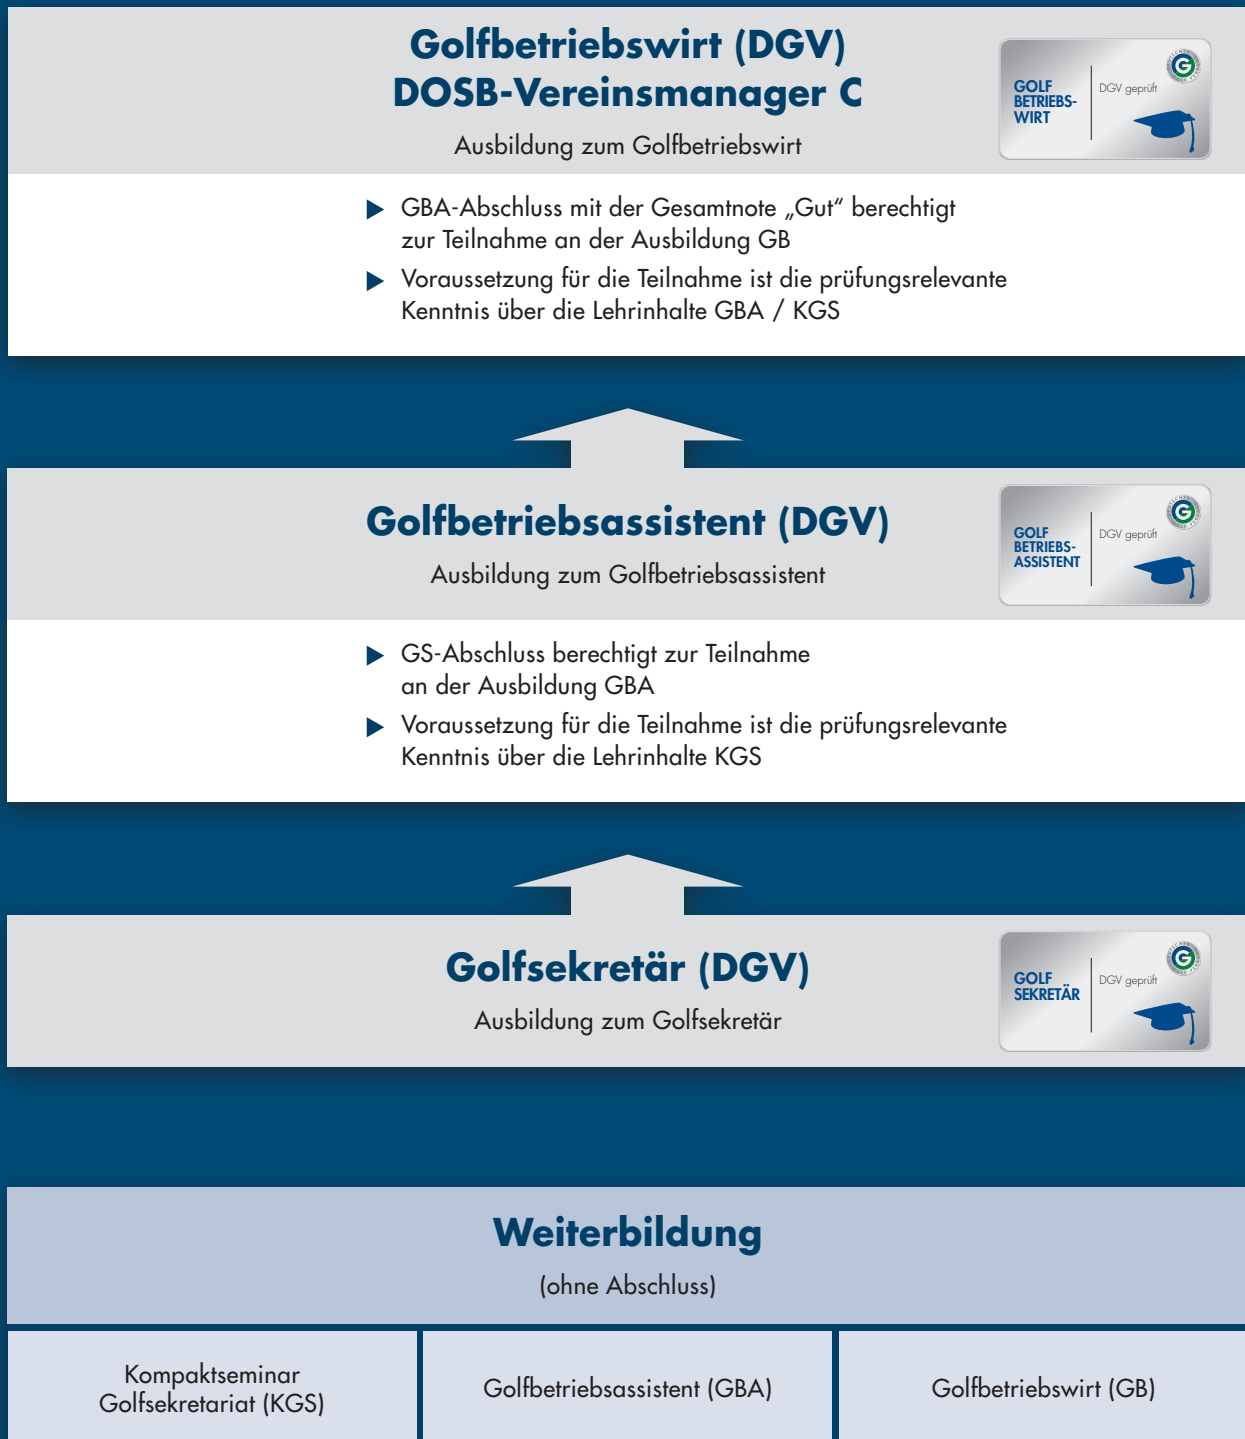 Golfbetriebswirt (DGV)
DOSB-Vereinsmanager C
Ausbildung zum Golfbetriebswirt
GOLF
BETRIEBS-
WIRT
DGV geprüft
GBA-Abschluss mit der Gesamtnote „Gut“ berechtigt
zur Teilnahme an der Ausbildung GB
Voraussetzung für die Teilnahme ist die prüfungsrelevante
Kenntnis über die Lehrinhalte GBA / KGS
Golfbetriebsassistent (DGV)
Ausbildung zum Golfbetriebsassistent
GOLF
BETRIEBS-
ASSISTENT
DGV geprüft
GS-Abschluss berechtigt zur Teilnahme
an der Ausbildung GBA
Voraussetzung für die Teilnahme ist die prüfungsrelevante
Kenntnis über die Lehrinhalte KGS
Golfsekretär (DGV)
Ausbildung zum Golfsekretär
GOLF
SEKRETÄR
DGV geprüft
Weiterbildung
(ohne Abschluss)
Kompaktseminar
Golfsekretariat (KGS)
Golfbetriebsassistent (GBA)
Golfbetriebswirt (GB)